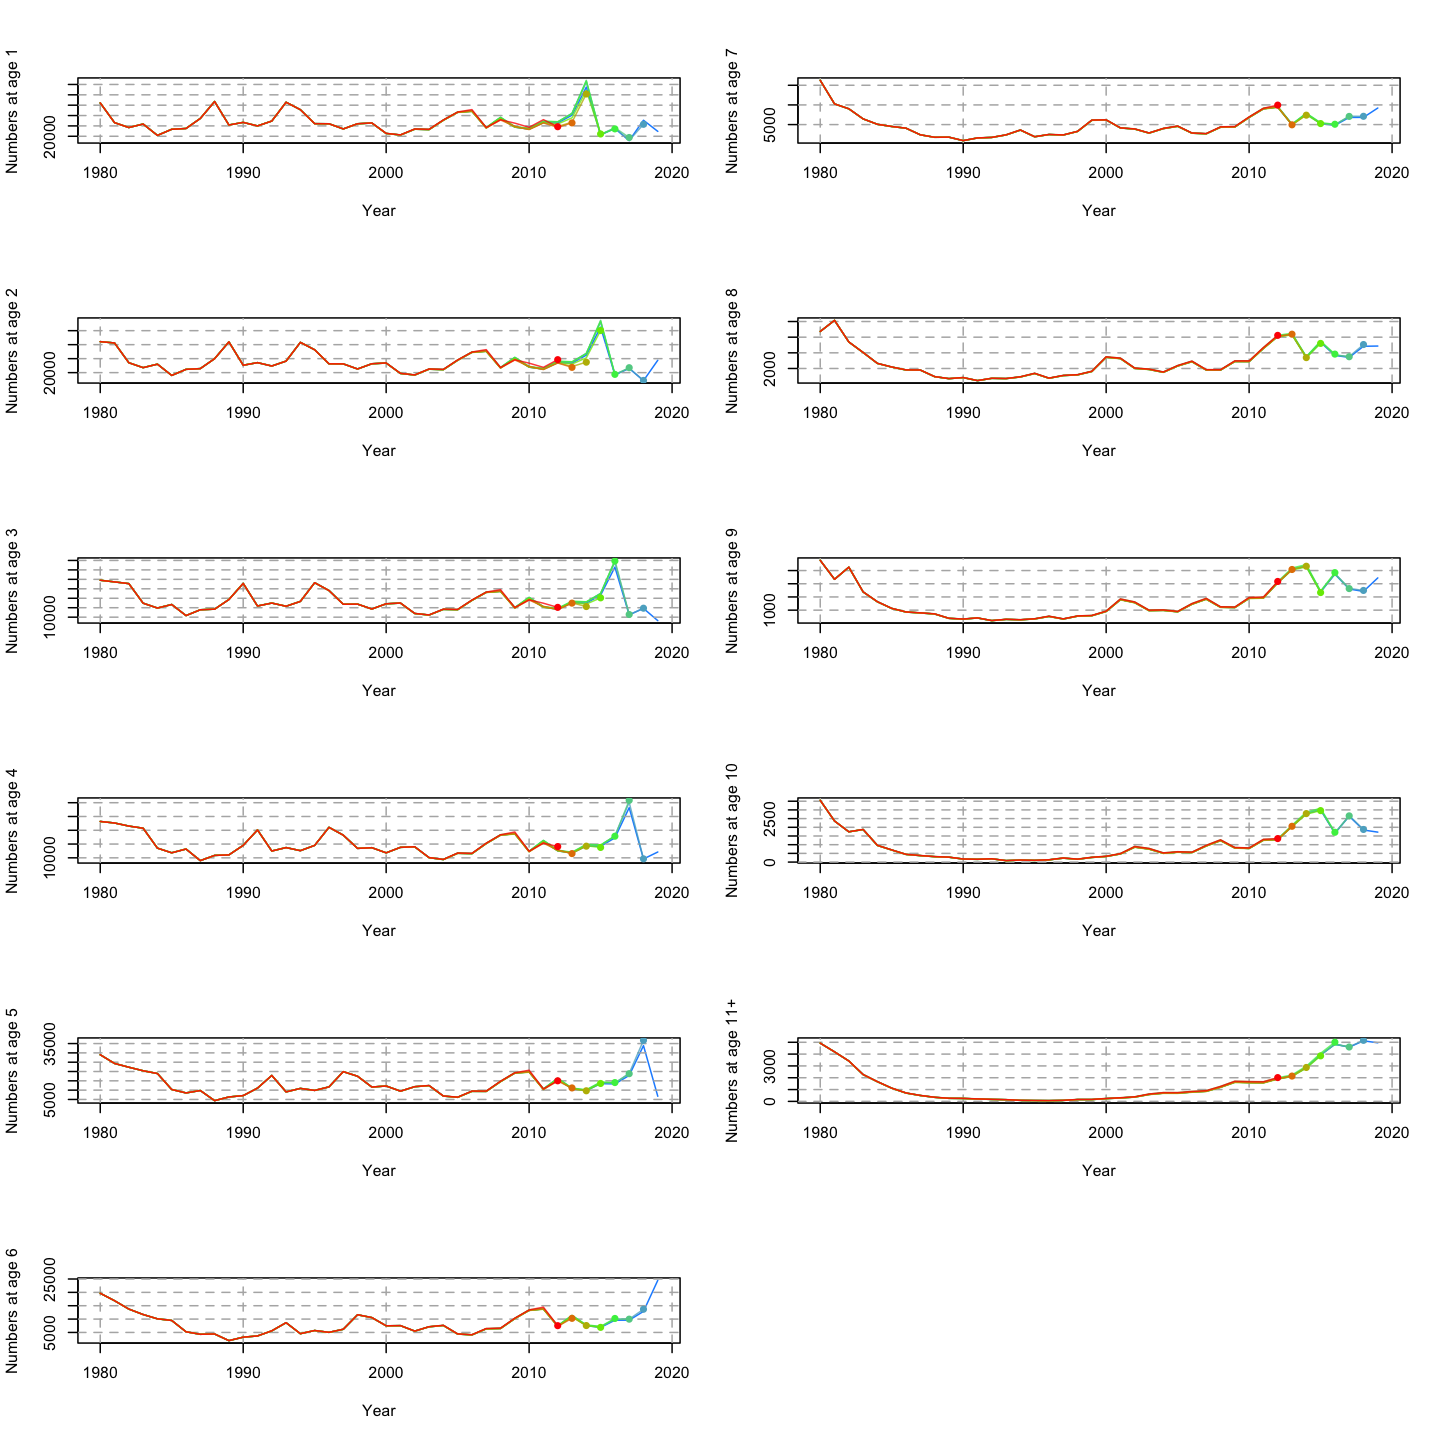 Numbers at age 1
20000
1980 1990 2000 2010 2020
Year
Numbers at age 2
20000
1980 1990 2000 2010 2020
Year
Numbers at age 3
10000
1980 1990 2000 2010 2020
Year
Numbers at age 4
10000
1980 1990 2000 2010 2020
Year
Numbers at age 5
35000
5000
1980 1990 2000 2010 2020
Year
Numbers at age 6
25000
5000
1980 1990 2000 2010 2020
Year
Numbers at age 7
5000
1980 1990 2000 2010 2020
Year
Numbers at age 8
2000
1980 1990 2000 2010 2020
Year
Numbers at age 9
1000
1980 1990 2000 2010 2020
Year
Numbers at age 10
2500
0
1980 1990 2000 2010 2020
Year
Numbers at age 11+
3000
0
1980 1990 2000 2010 2020
Year